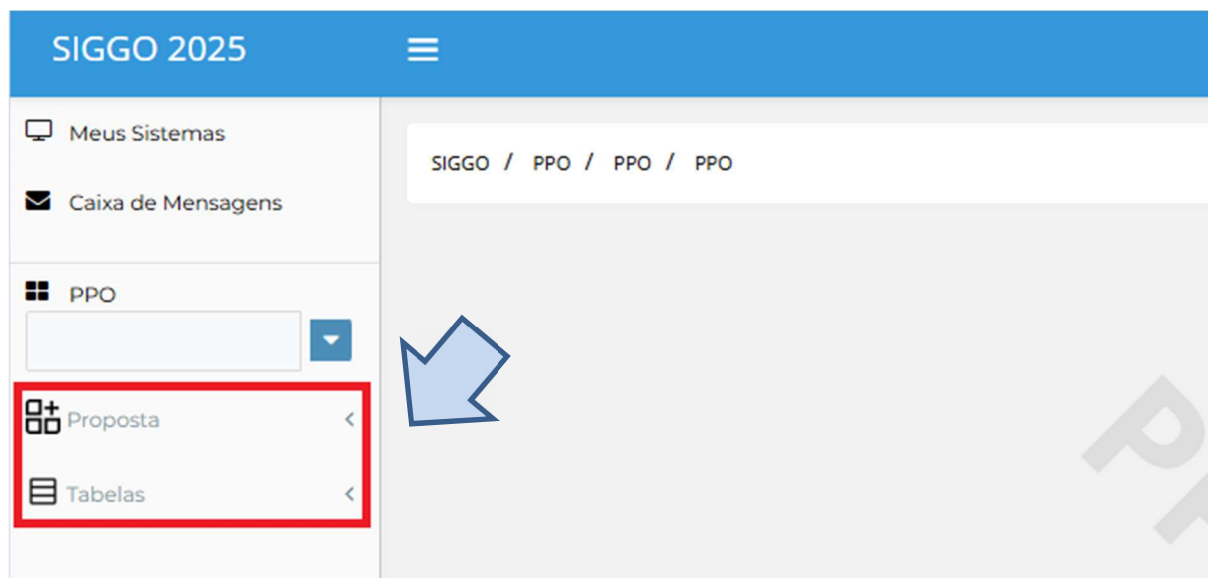 SIGGO 2025
Meus Sistemas
Caixa de Mensagens
SIGGO / PPO / PPO / PPO
PPO
Proposta
Tabelas